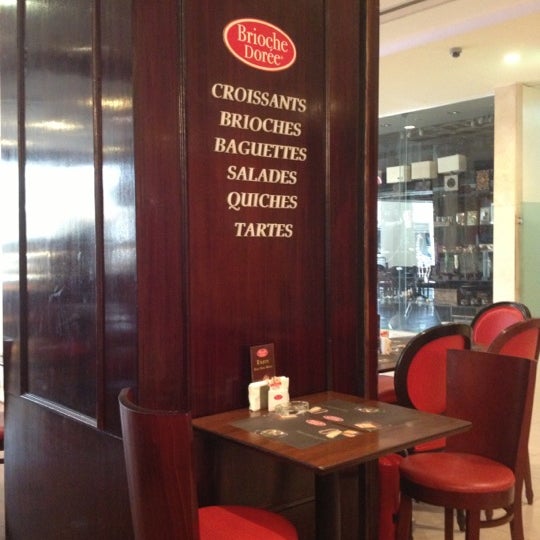 Brioche
Dorée
CROISSANTS
BRIOCHES
BAGUETTES
SALADES
QUICHES
TARTES